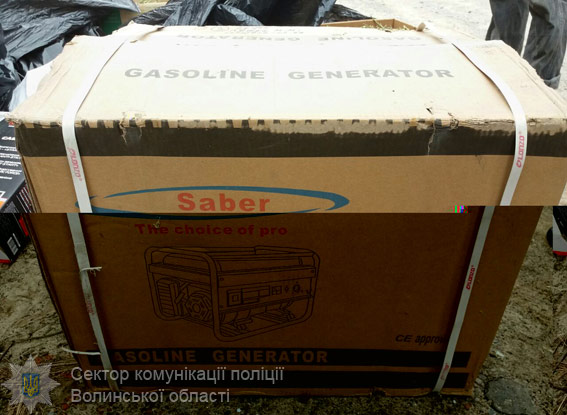 GASOLINE GENERATOR
Saber
The choice of pro
CE approv
GASOLINE GENERATOR
Сектор комунікації поліції
Волинської області